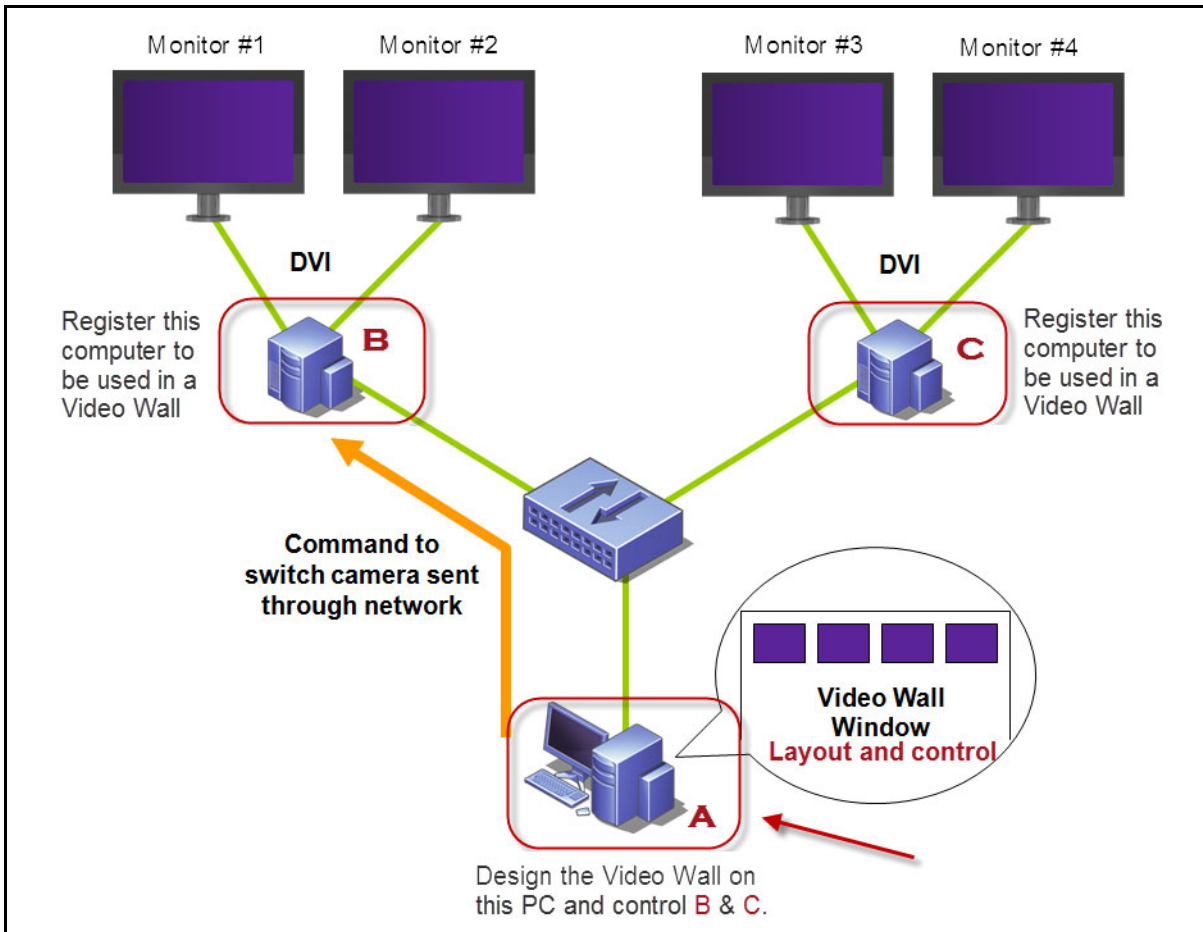 Monitor #1
Monitor #2
Monitor #3
Monitor #4
DVI
DVI
Register this
computer to
be used in a
Video Wall
B
C
Register this
computer to
be used in a
Video Wall
Command to
switch camera sent
through network
Video Wall
Window
Layout and control
A
Design the Video Wall on
this PC and control B & C.